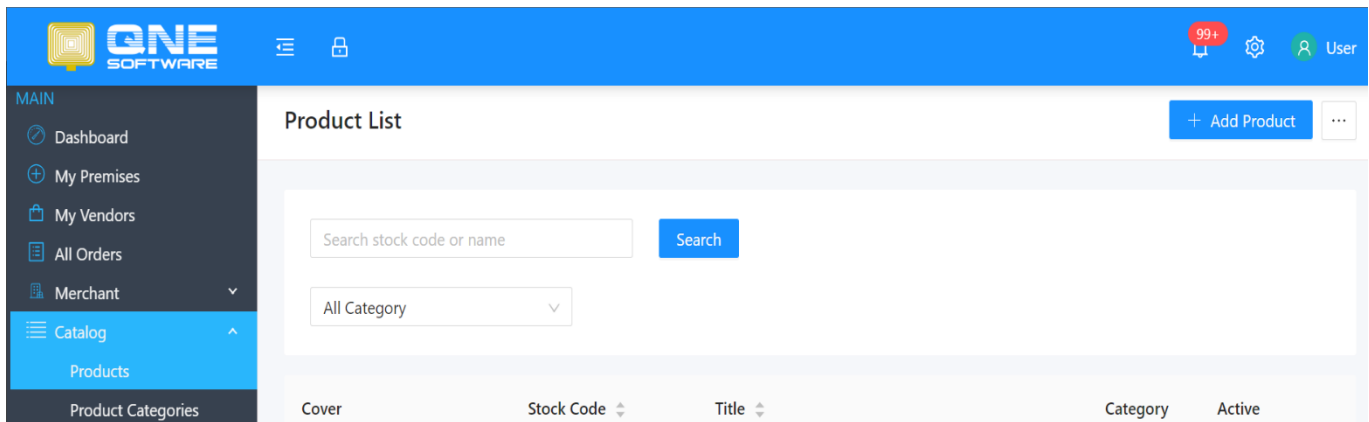 QNE
SOFTWARE
99+
User
MAIN
Dashboard
My Premises
My Vendors
All Orders
Merchant
Catalog
Products
Product Categories
Product List
+ Add Product
...
Search stock code or name
Search
All Category
Cover Stock Code Title Category Active